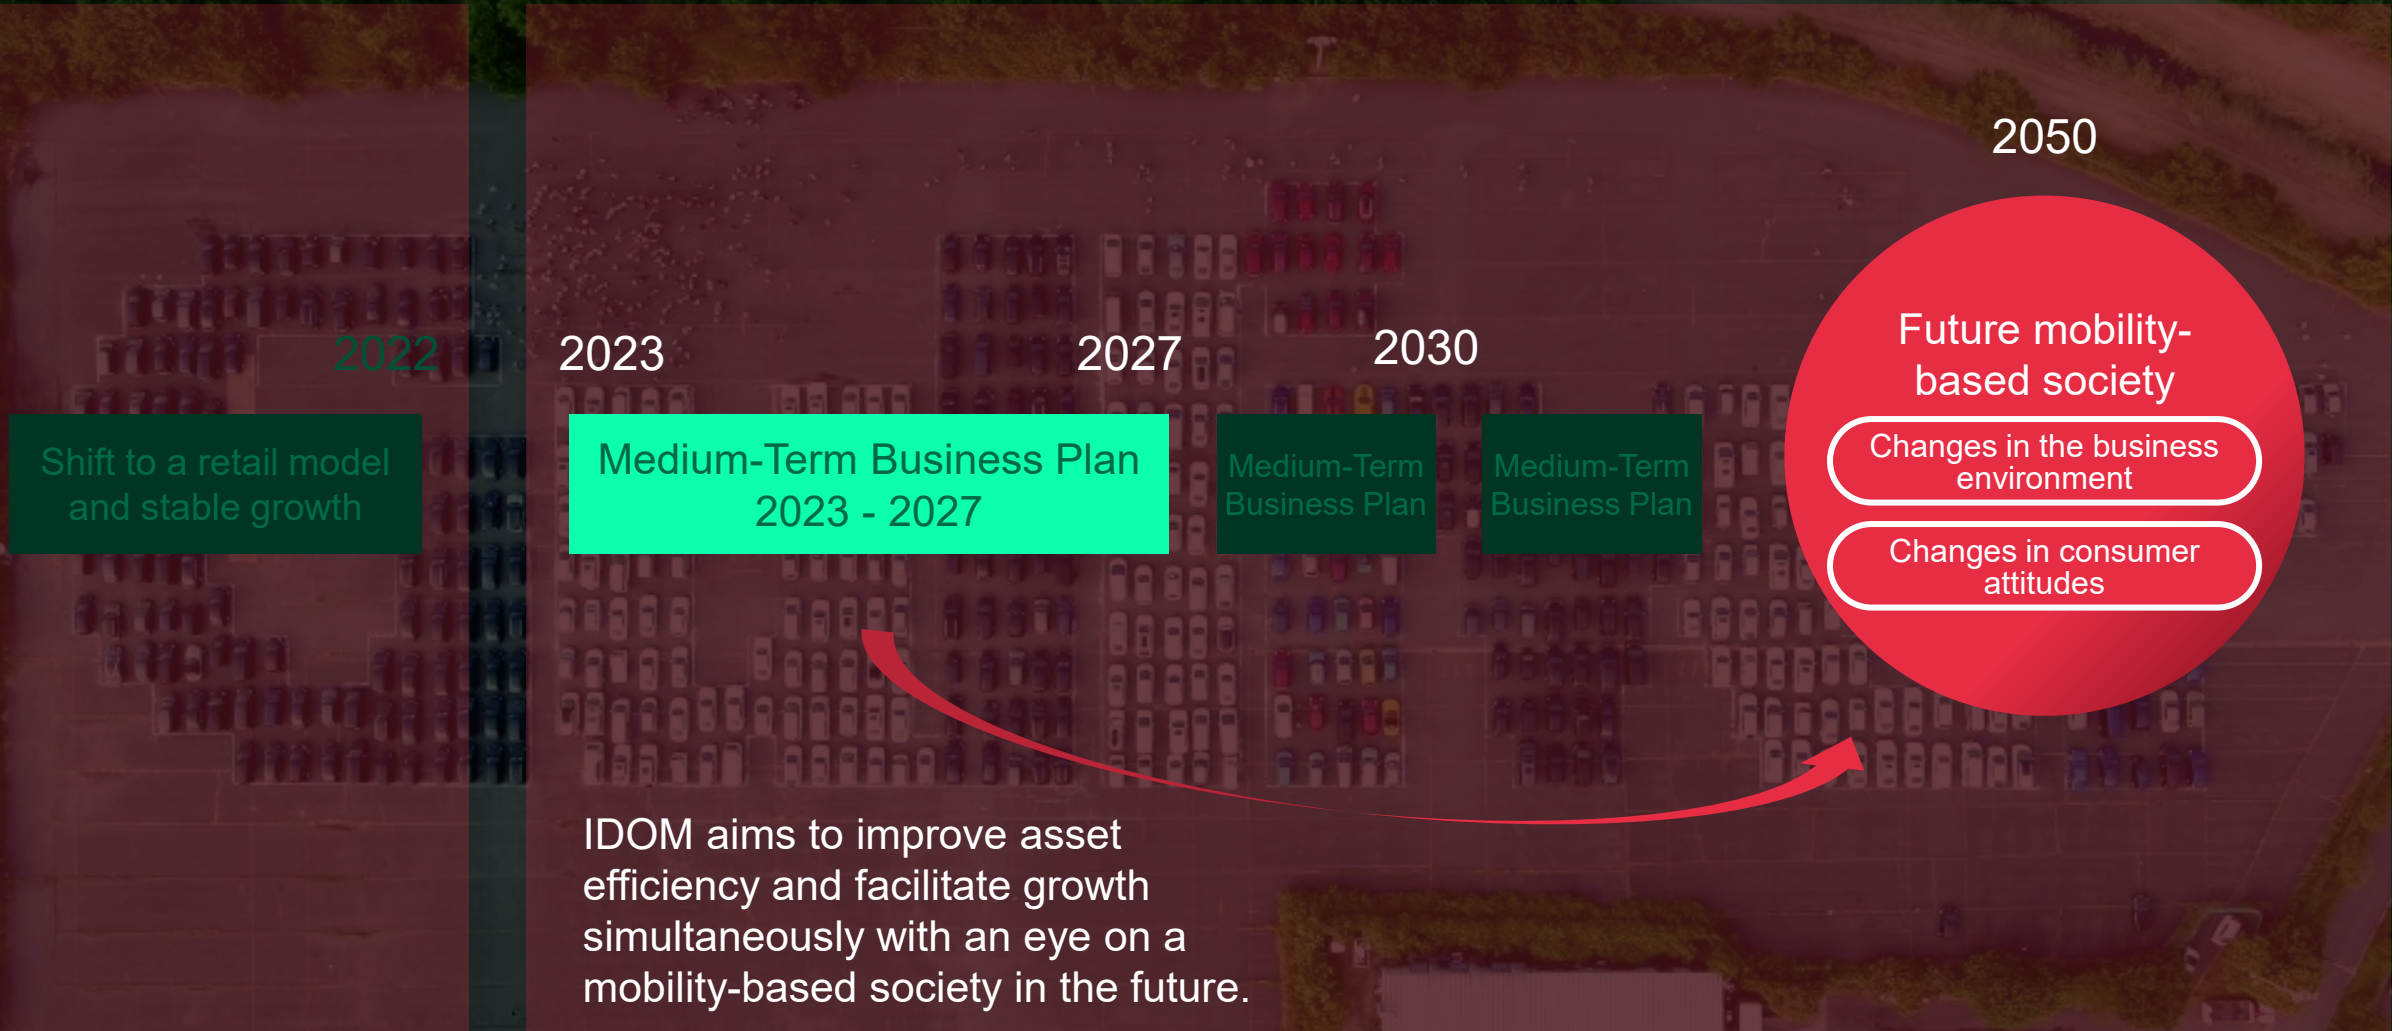 2050
2022
2023
2027
2030
Shift to a retail model
and stable growth
Medium-Term Business Plan
2023 - 2027
Medium-Term
Business Plan
Medium-Term
Business Plan
Future mobility-
based society
Changes in the business
environment
Changes in consumer
attitudes
IDOM aims to improve asset
efficiency and facilitate growth
simultaneously with an eye on a
mobility-based society in the future.